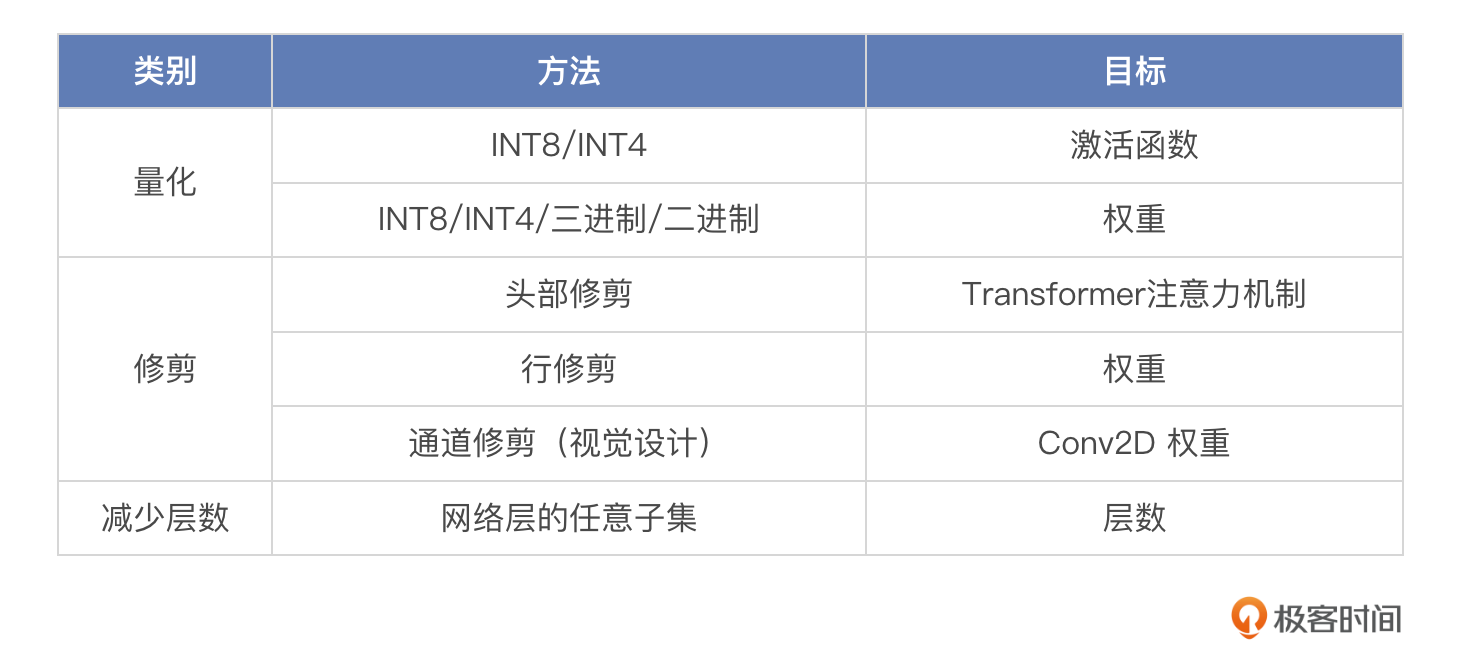 类别 方法 目标
量化 INT8/INT4 激活函数
INT8/INT4/三进制/二进制 权重
修剪 头部修剪 Transformer注意力机制
行修剪 权重
通道修剪（视觉设计） Conv2D 权重
减少层数 网络层的任意子集 层数
极客时间